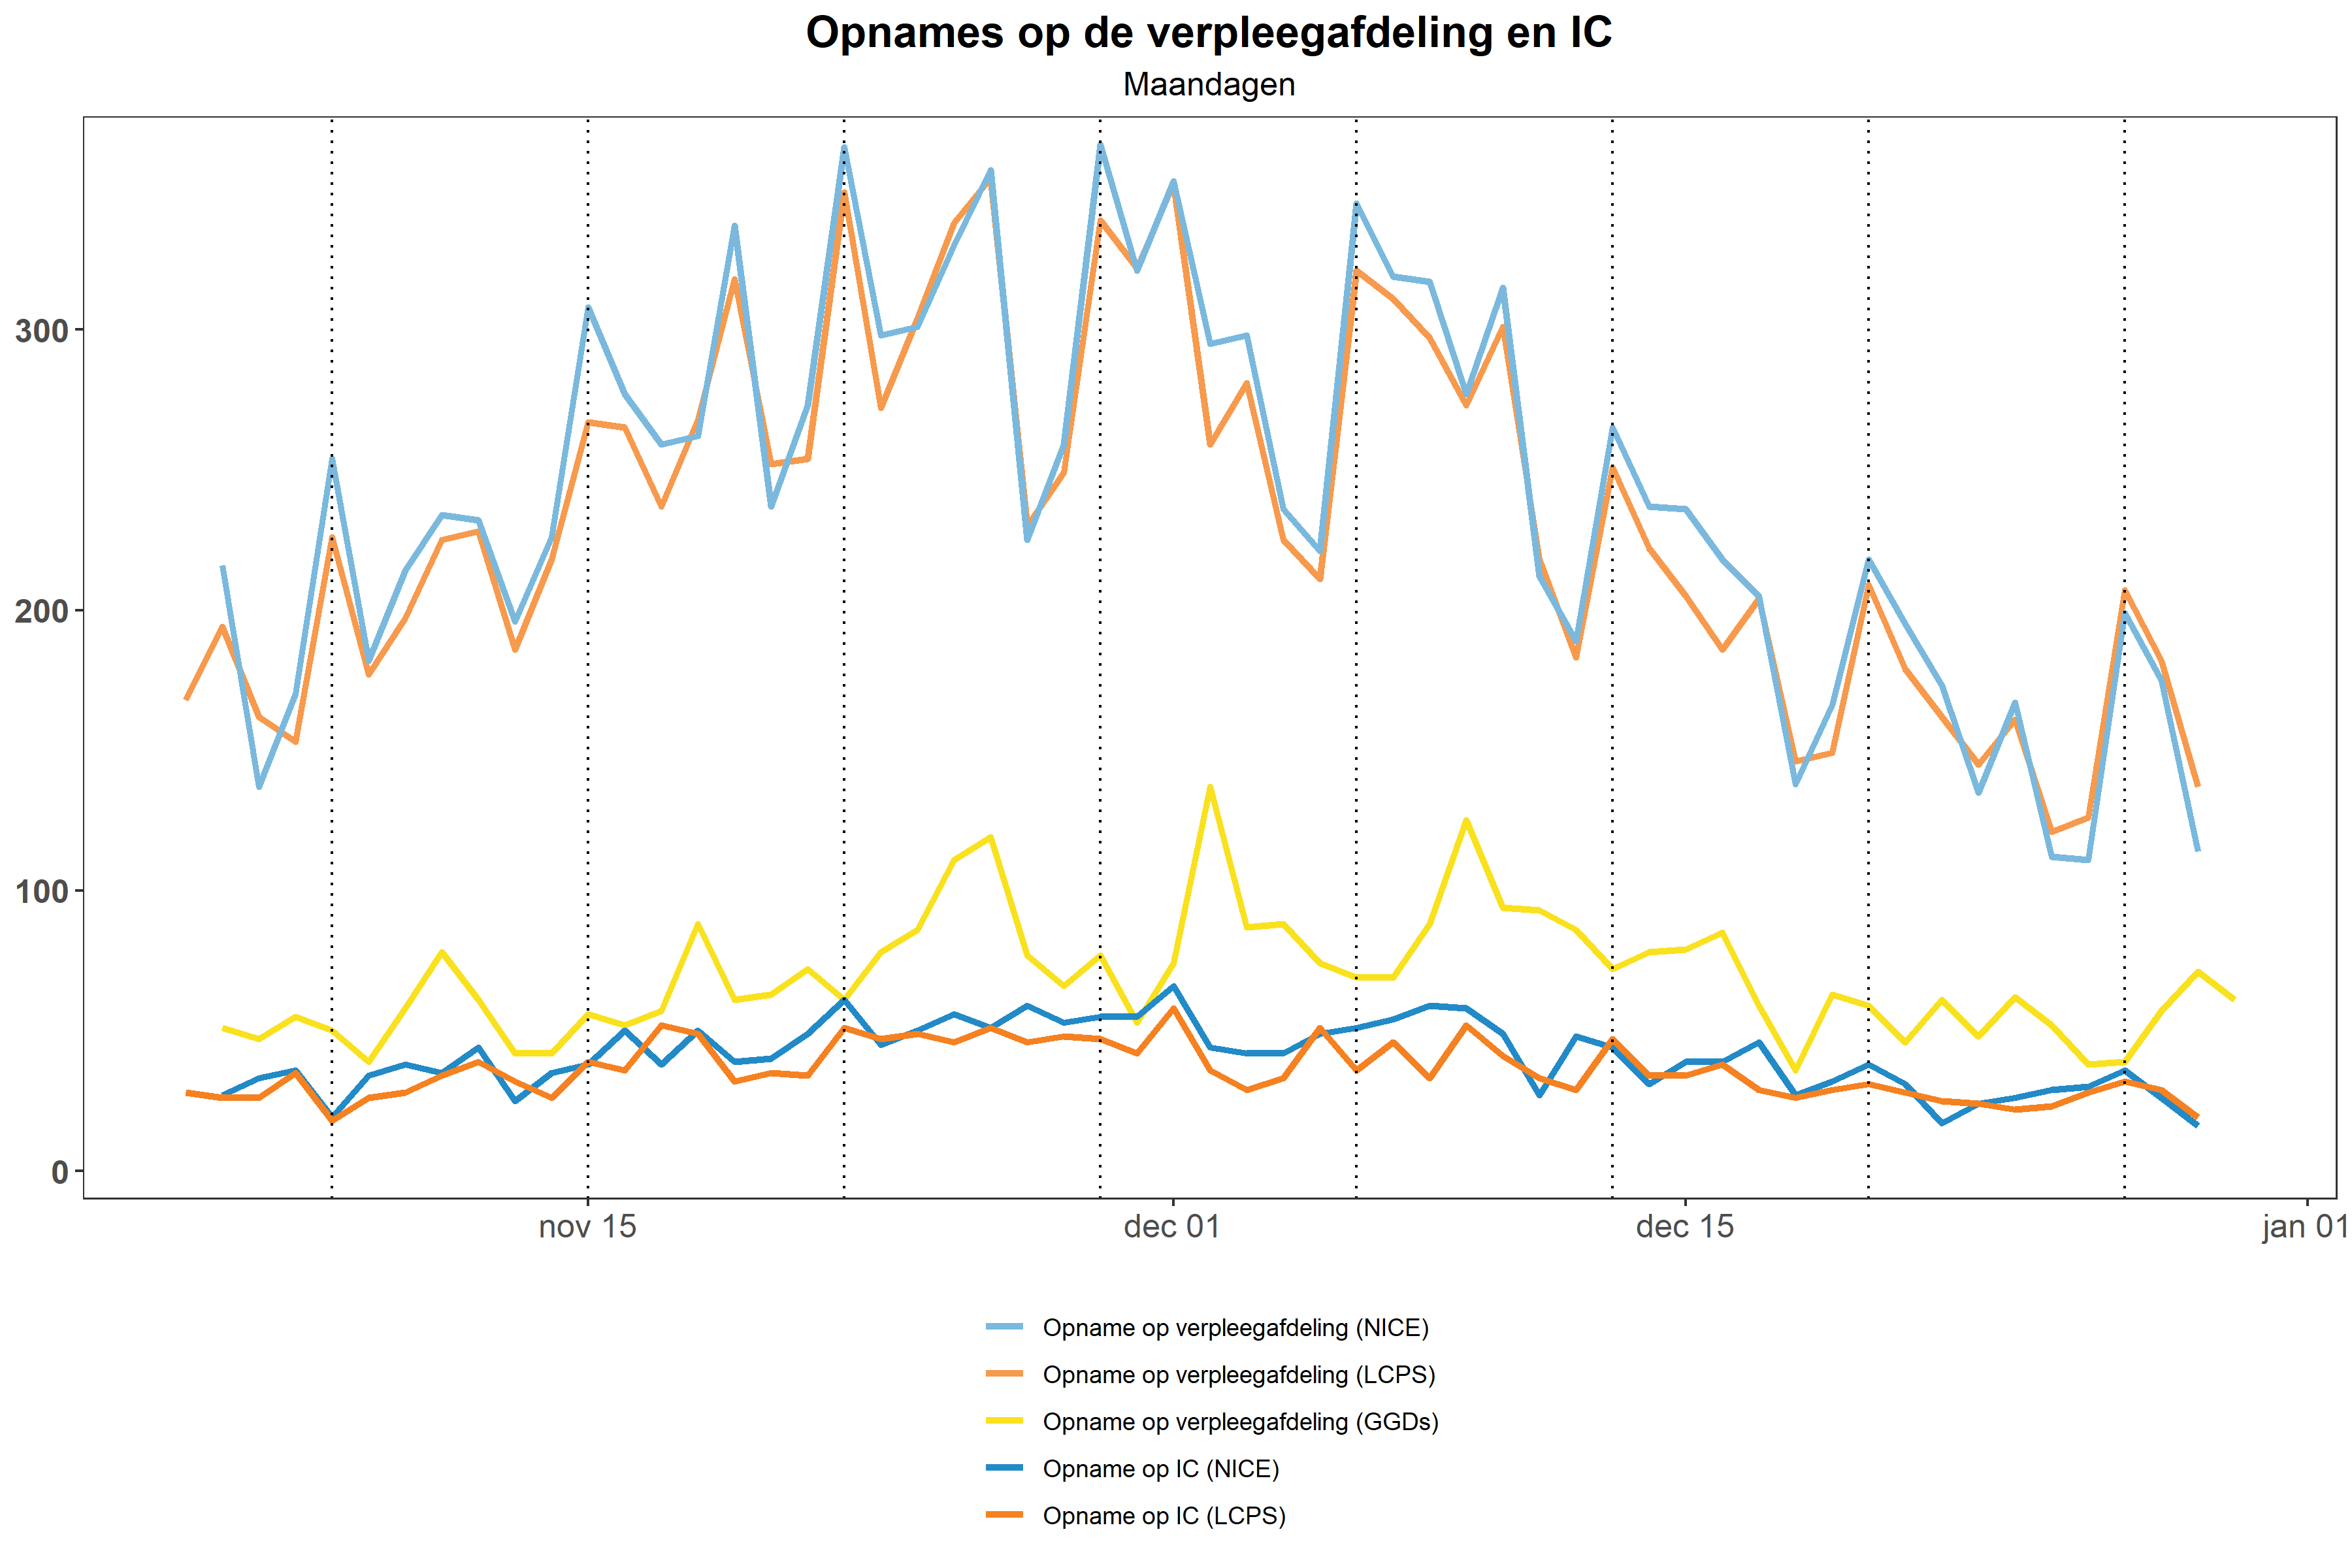 Opnames op de verpleegafdeling en IC
Maandagen
300
200
100
0
nov 15
dec 01
dec 15
jan 01
Opname op verpleegafdeling (NICE)
Opname op verpleegafdeling (LCPS)
Opname op verpleegafdeling (GGDs)
Opname op IC (NICE)
Opname op IC (LCPS)